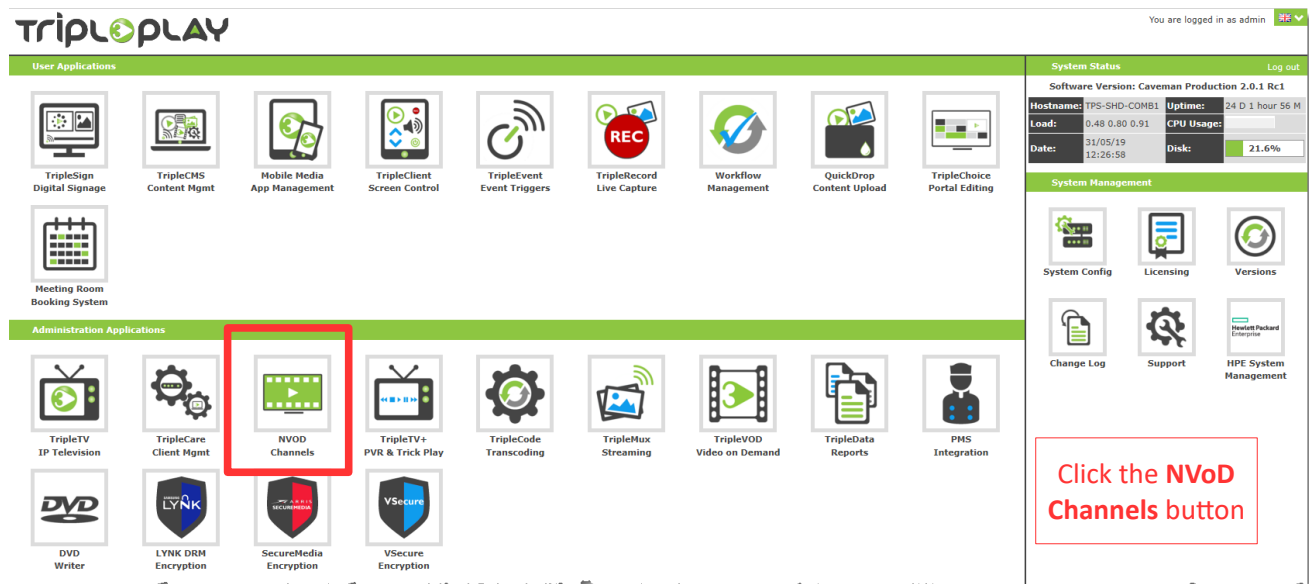 TriplePlay
You are logged in as admin
User Applications
TripleSign
Digital Signage
TripleCMS
Content Mgmt
Mobile Media
App Management
TripleClient
Screen Control
TripleEvent
Event Triggers
REC
TripleRecord
Live Capture
Workflow
Management
QuickDrop
Content Upload
TripleChoice
Portal Editing
Meeting Room
Booking System
System Status
Log out
Software Version: Caveman Production 2.0.1 Rc1
Hostname: TPS-SHD-COMB1 Uptime: 24 D 1 hour 56 M
Load: 0.48 0.80 0.91 CPU Usage:
Date: 31/05/19
12:26:58
Disk: 21.6%
System Management
System Config
Licensing
Versions
Change Log
Support
Hewlett Packard
Enterprise
HPE System
Management
Administration Applications
TripleTV
IP Television
TripleCare
Client Mgmt
NVOD
Channels
TripleTV+
PVR & Trick Play
TripleCode
Transcoding
TripleMux
Streaming
TripleVOD
Video on Demand
TripleData
Reports
PMS
Integration
DVD
DVD
Writer
LYNK
LYNK DRM
Encryption
ARRIS
SECUREMEDIA
SecureMedia
Encryption
VSecure
VSecure
Encryption
Click the NVoD
Channels button